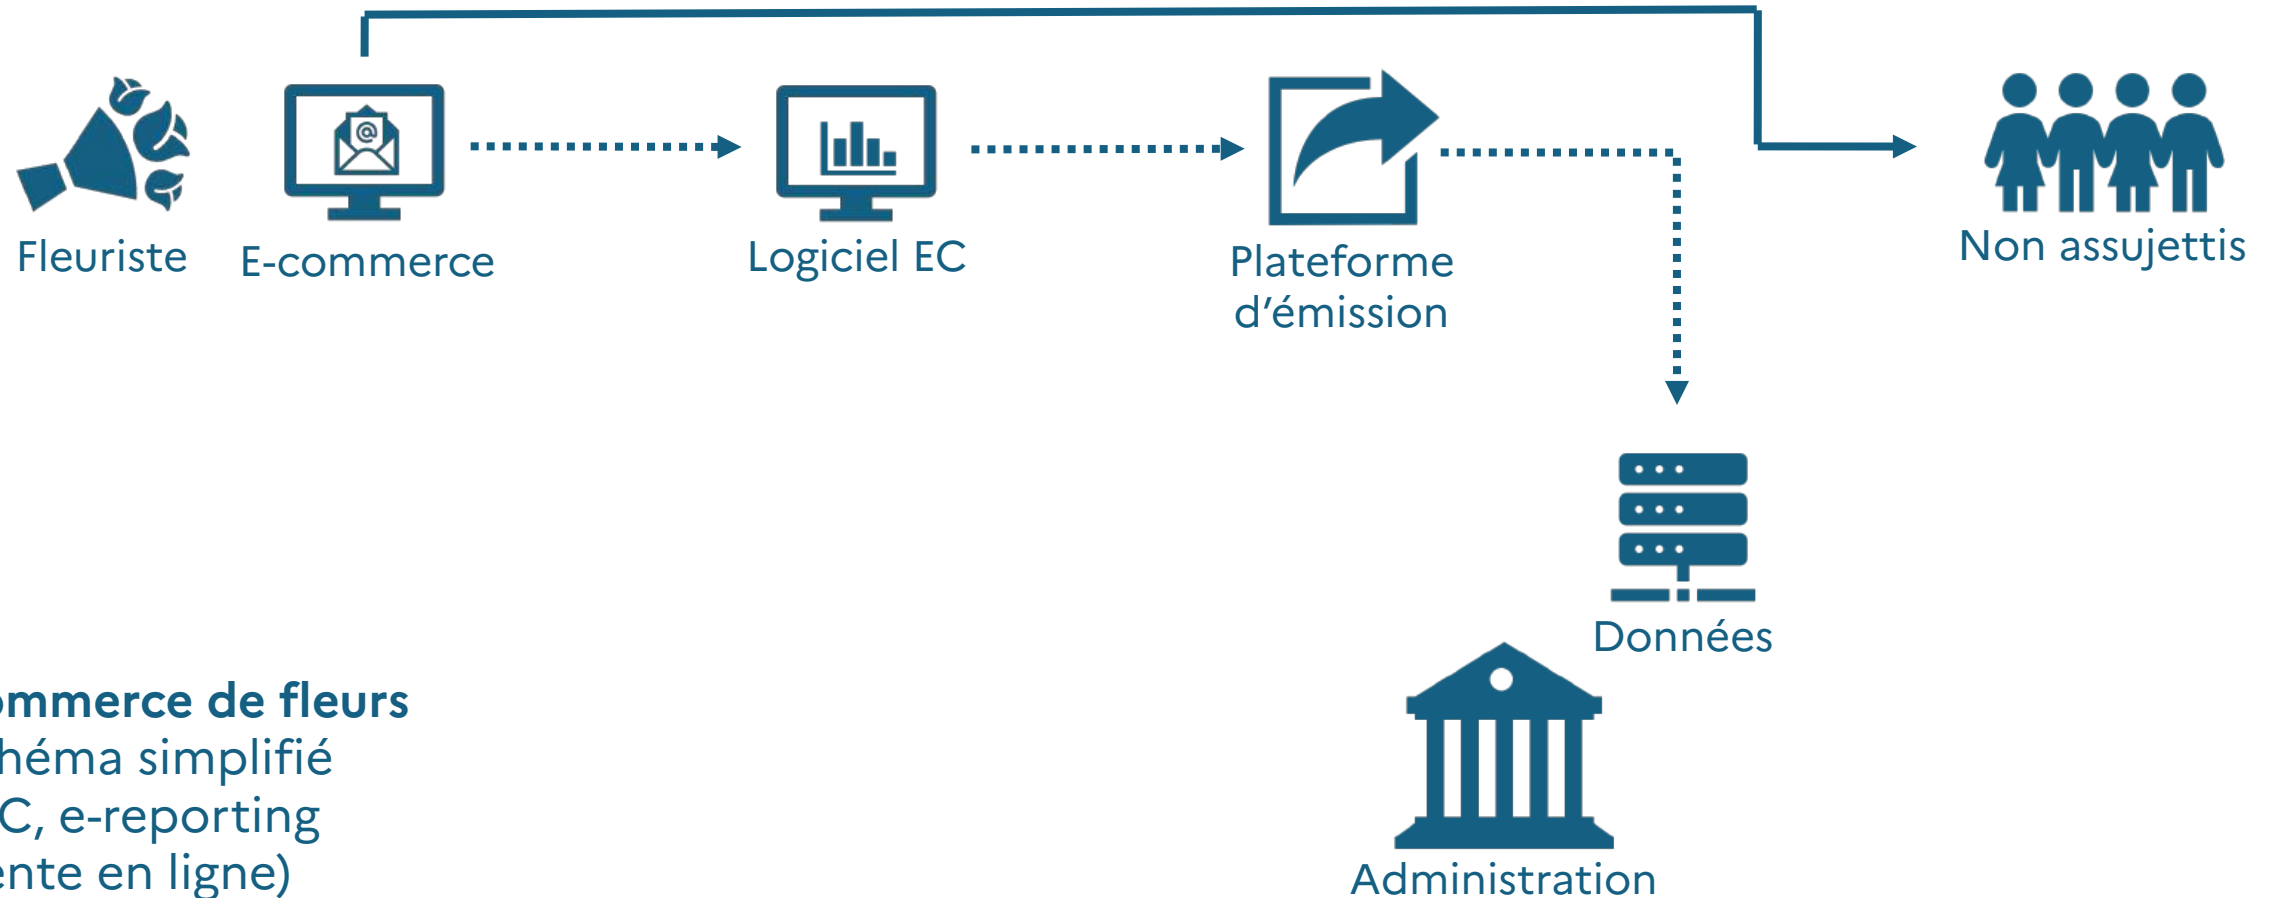 Fleuriste
E-commerce
Logiciel EC
Plateforme
d'émission
Non assujettis
Données
Administration
ommerce de fleurs
héma simplifié
C, e-reporting
ente en ligne)